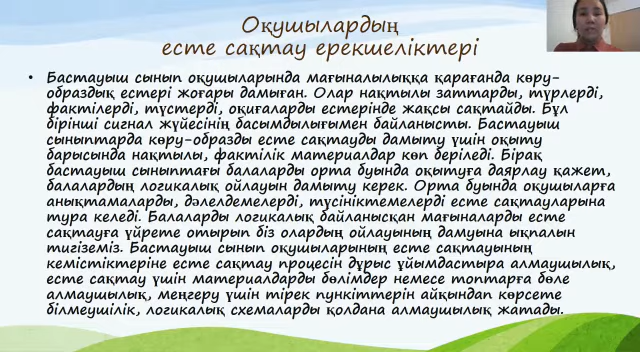 Оқушылардың
есте сақтау ерекшеліктері
• Бастауыш сынып оқушыларында мағыналылыққа қарағанда көру-
образдық естері жоғары дамыған. Олар нақтылы заттарды, түрлерді,
фактілерді, түстерді, оқиғаларды естерінде жақсы сақтайды. Бұл
бірінші сигнал жүйесінің басымдылығымен байланысты. Бастауыш
сыныптарда көру-образды есте сақтауды дамыту үшін оқыту
барысында нақтылы, фактілік материалдар көп беріледі. Бірақ
бастауыш сыныптағы балаларды орта буында оқытуға даярлау қажет,
балалардың логикалық ойлауын дамыту керек. Орта буында оқушыларға
анықтамаларды, дәлелдемелерді, түсініктемелерді есте сақтауларына
тура келеді. Балаларды логикалық байланысқан мағыналарды есте
сақтауға үйрете отырып біз олардың ойлауының дамуына ықпалын
тигіземіз. Бастауыш сынып оқушыларының есте сақтауының
кемістіктеріне есте сақтау процесін дұрыс ұйымдастыра алмаушылық,
есте сақтау үшін материалдарды бөлімдер немесе топтарға бөле
алмаушылық, меңгеру үшін тірек пункіттерін айқындап көрсете
білмеушілік, логикалық схемаларды қолдана алмаушылық жатады.